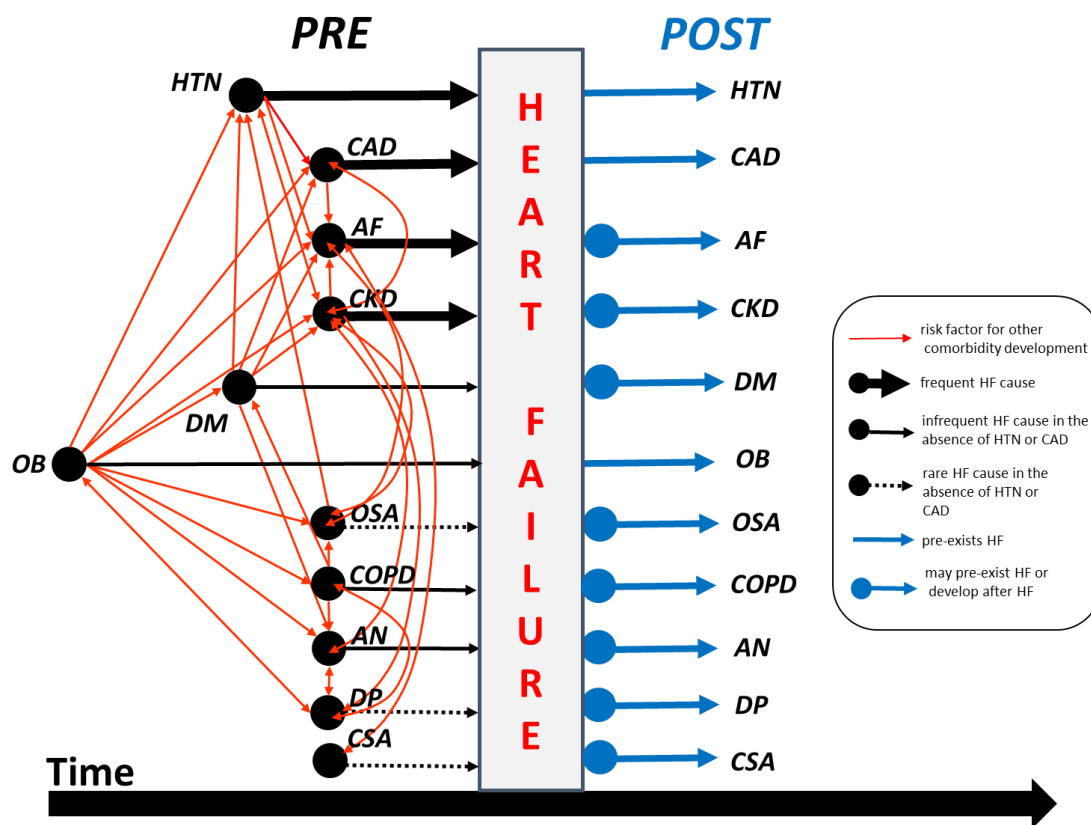 PRE
POST
HTN
CAD
AF
CKD
DM
OB
OSA
COPD
AN
DP
CSA
HEART FAILURE
HTN
CAD
AF
CKD
DM
OB
OSA
COPD
AN
DP
CSA
risk factor for other
comorbidity development
frequent HF cause
infrequent HF cause in the
absence of HTN or CAD
rare HF cause in the
absence of HTN or
CAD
pre-exists HF
may pre-exist HF or
develop after HF
Time